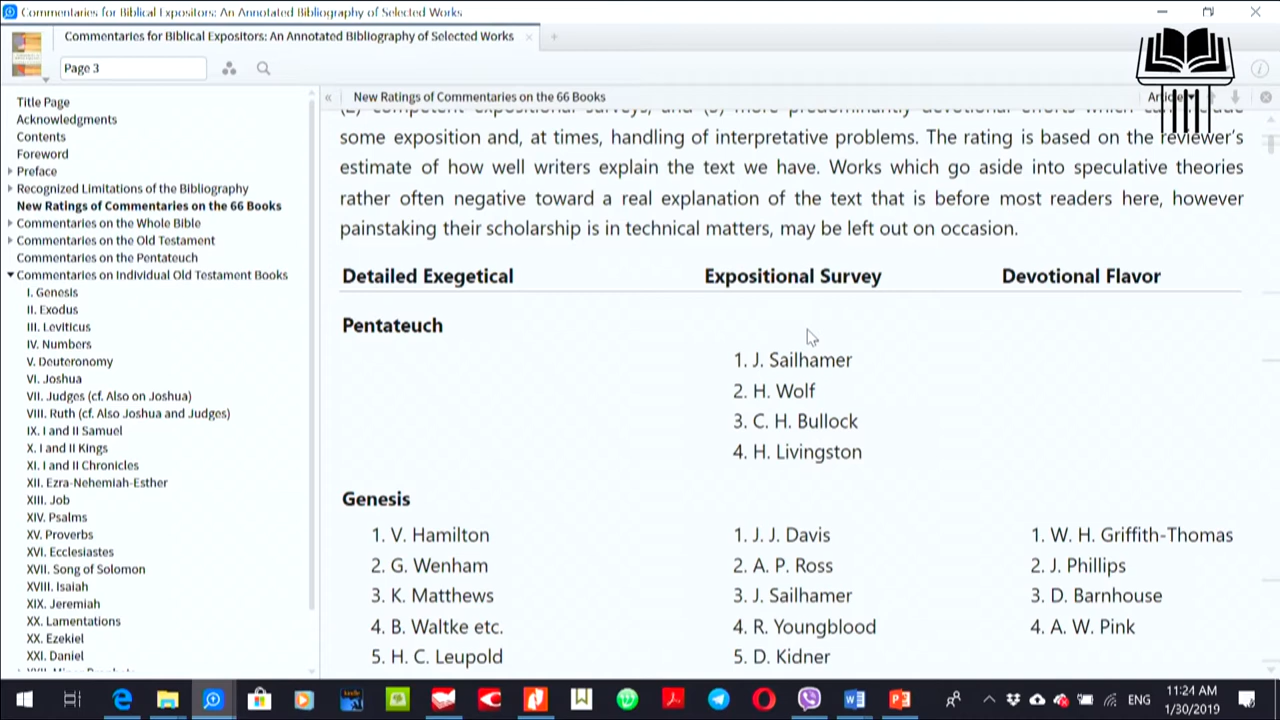 Commentaries for Biblical Expositors: An Annotated Bibliography of Selected Works
Commentaries for Biblical Expositors: An Annotated Bibliography of Selected Works
Page 3
Title Page
Acknowledgments
Contents
Foreword
Preface
Recognized Limitations of the Bibliography
New Ratings of Commentaries on the 66 Books
Commentaries on the Whole Bible
Commentaries on the Old Testament
Commentaries on the Pentateuch
Commentaries on Individual Old Testament Books
I. Genesis
II. Exodus
III. Leviticus
IV. Numbers
V. Deuteronomy
VI. Joshua
VII. Judges (cf. Also on Joshua)
VIII. Ruth (cf. Also Joshua and Judges)
IX. I and II Samuel
X. I and II Kings
XI. I and II Chronicles
XII. Ezra-Nehemiah-Esther
XIII. Job
XIV. Psalms
XV. Proverbs
XVI. Ecclesiastes
XVII. Song of Solomon
XVIII. Isaiah
XIX. Jeremiah
XX. Lamentations
XX. Ezekiel
XXI. Daniel
New Ratings of Commentaries on the 66 Books
(2) competent expositional surveys, and (3) more predominantly devotional efforts which
some exposition and, at times, handling of interpretative problems. The rating is based on the reviewer's
estimate of how well writers explain the text we have. Works which go aside into speculative theories
rather often negative toward a real explanation of the text that is before most readers here, however
painstaking their scholarship is in technical matters, may be left out on occasion.
Detailed Exegetical Expositional Survey Devotional Flavor
Pentateuch
1. J. Sailhamer
2. H. Wolf
3. C. H. Bullock
4. H. Livingston
Genesis
1. V. Hamilton 1. J. J. Davis 1. W. H. Griffith-Thomas
2. G. Wenham 2. A. P. Ross 2. J. Phillips
3. K. Matthews 3. J. Sailhamer 3. D. Barnhouse
4. B. Waltke etc. 4. R. Youngblood 4. A. W. Pink
5. H. C. Leupold 5. D. Kidner
ENG
11:24 AM
1/30/2019